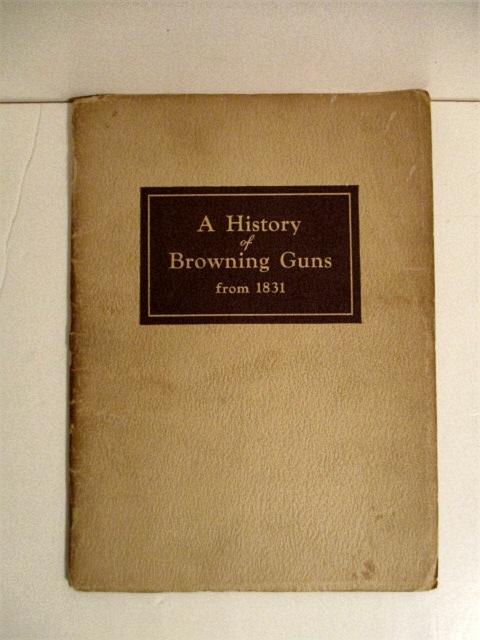 A History
of
Browning Guns
from 1831